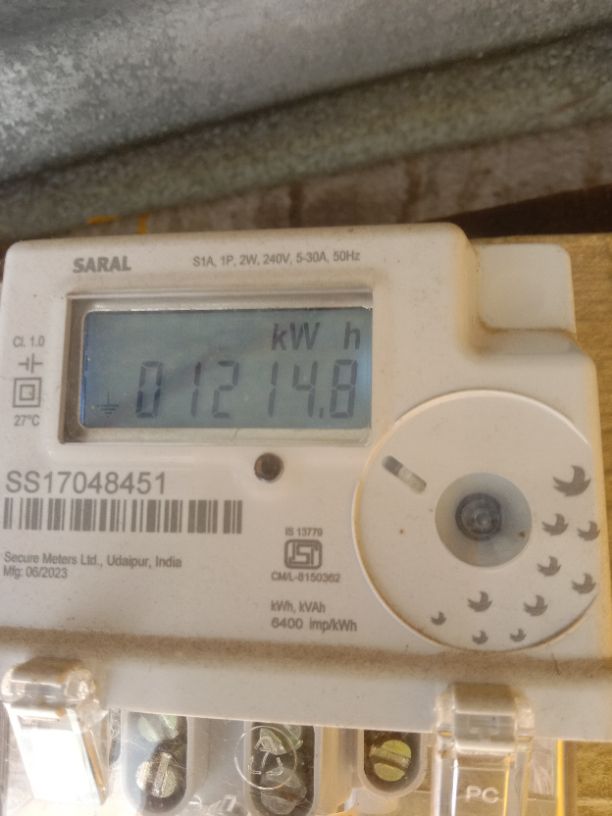 SARAL
S1A, 1P, 2W, 240V, 5-30A, 50Hz
Cl. 1.0
27°C
kW h
01214.8
SS17048451
Secure Meters Ltd., Udaipur, India
Mfg: 06/2023
IS 13779
ISI
CM/L-8150362
kWh, kVAh
6400 imp/kWh
PC